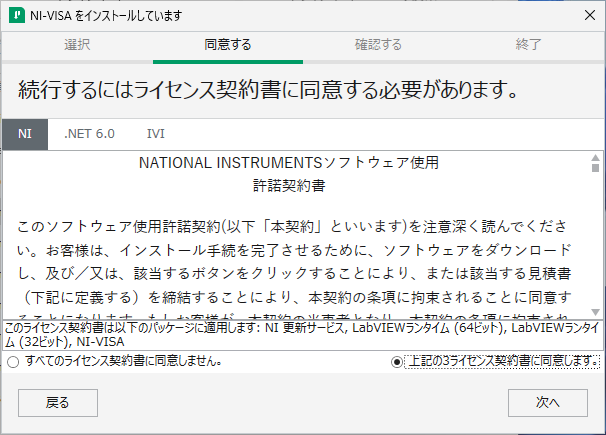 NI-VISA をインストールしています
選択 同意する 確認する 終了
続行するにはライセンス契約書に同意する必要があります。
NI .NET 6.0 IVI
NATIONAL INSTRUMENTSソフトウェア使用
許諾契約書
このソフトウェア使用許諾契約(以下「本契約」といいます)を注意深く読んでくださ
い。お客様は、インストール手続を完了させるために、ソフトウェアをダウンロード
し、及び／又は、該当するボタンをクリックすることにより、または該当する見積書
（下記に定義する）を締結することにより、本契約の条項に拘束されることに同意す
ることになります。もしお客様が、本契約の当事者となり、本契約の条項に拘束され
このライセンス契約書は以下のパッケージに適用します: NI 更新サービス, LabVIEWランタイム (64ビット), LabVIEWランタイ
ム (32ビット), NI-VISA
すべてのライセンス契約書に同意しません。 上記の3ライセンス契約書に同意します。
戻る 次へ